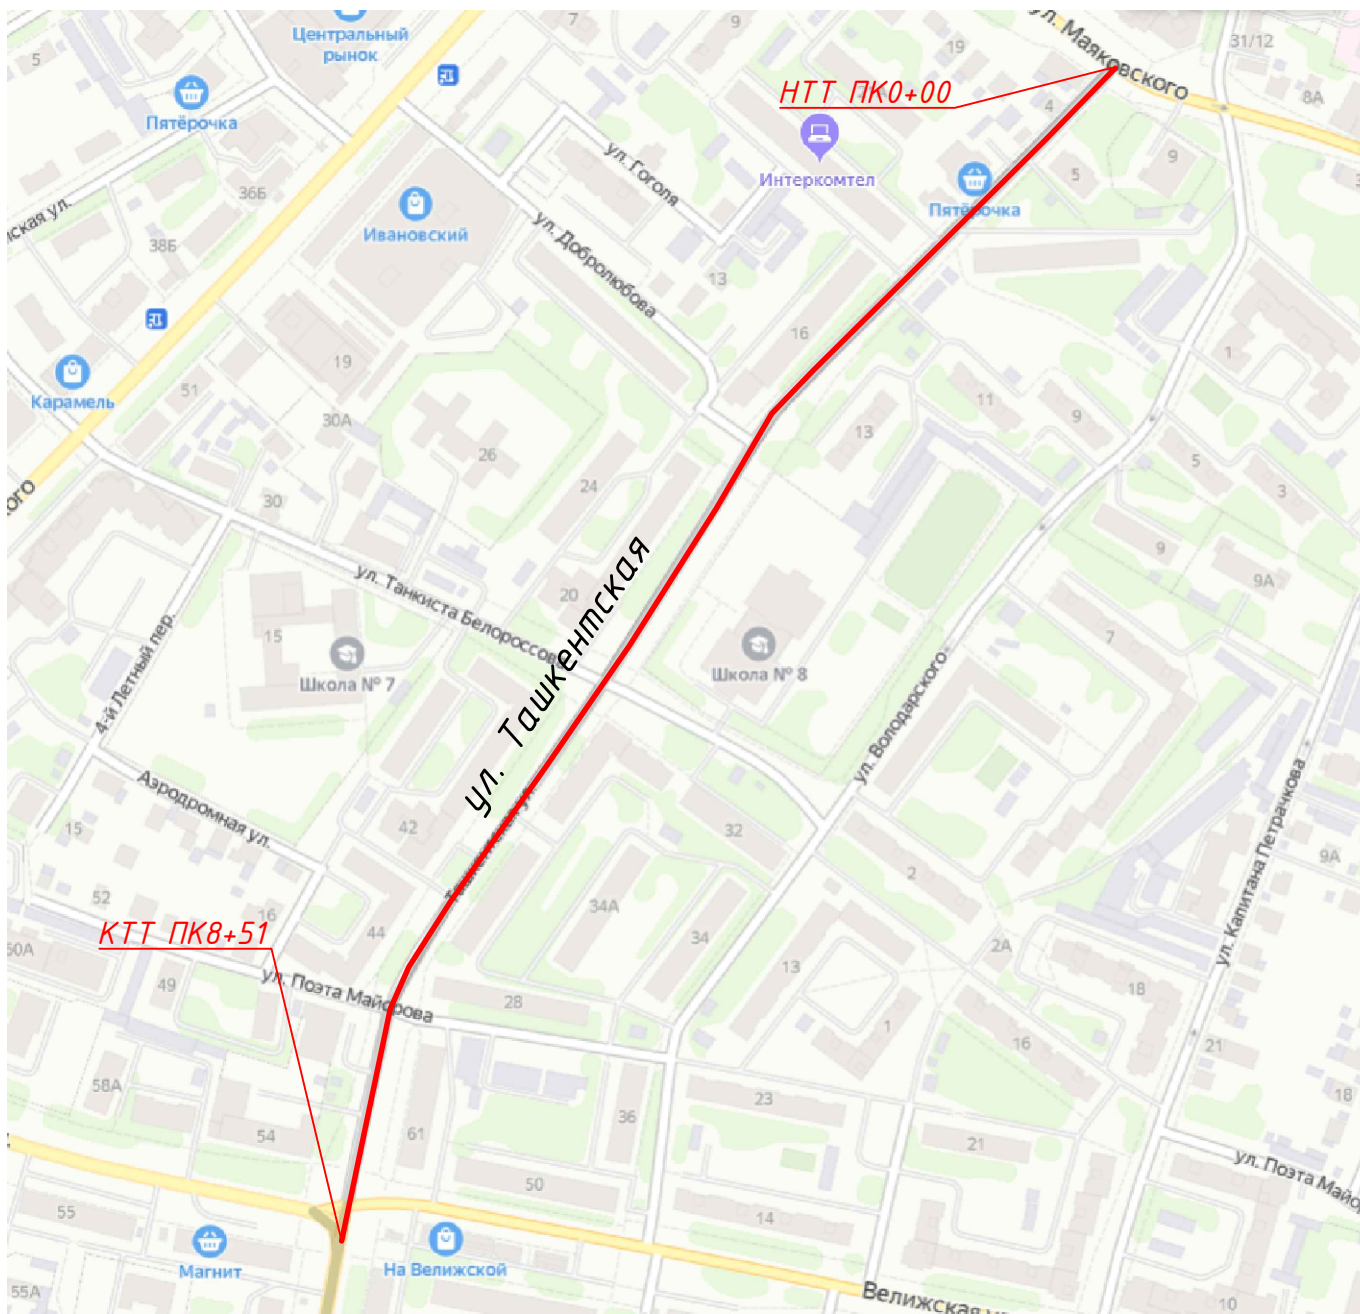 Центральный
рынок
7
9
19
ул. Маяковского
31/12
8А
5
Пятёрочка
НТТ ПК0+00
4
Интеркомтел
ул. Гоголя
9
5
Пятёрочка
36Б
38Б
Ивановский
ул. Добролюбова
13
16
1
19
51
Карамель
30А
26
11
9
13
24
5
3
30
9
9А
ул. Танкиста Белороссова
20
ул. Ташкентская
15
Школа № 7
Школа № 8
7
4-й Летный пер.
ул. Володарского
Аэродромная ул.
15
42
Ташкентская ул.
32
2
ул. Капитана Петрачкова
9А
52
16
44
34А
34
КТТ ПК8+51
60А
49
ул. Поэта Майорова
28
13
2А
18
1
16
21
58А
23
18
54
61
36
21
ул. Поэта Майор
55
50
14
Магнит
На Велижской
55А
Велижская
10